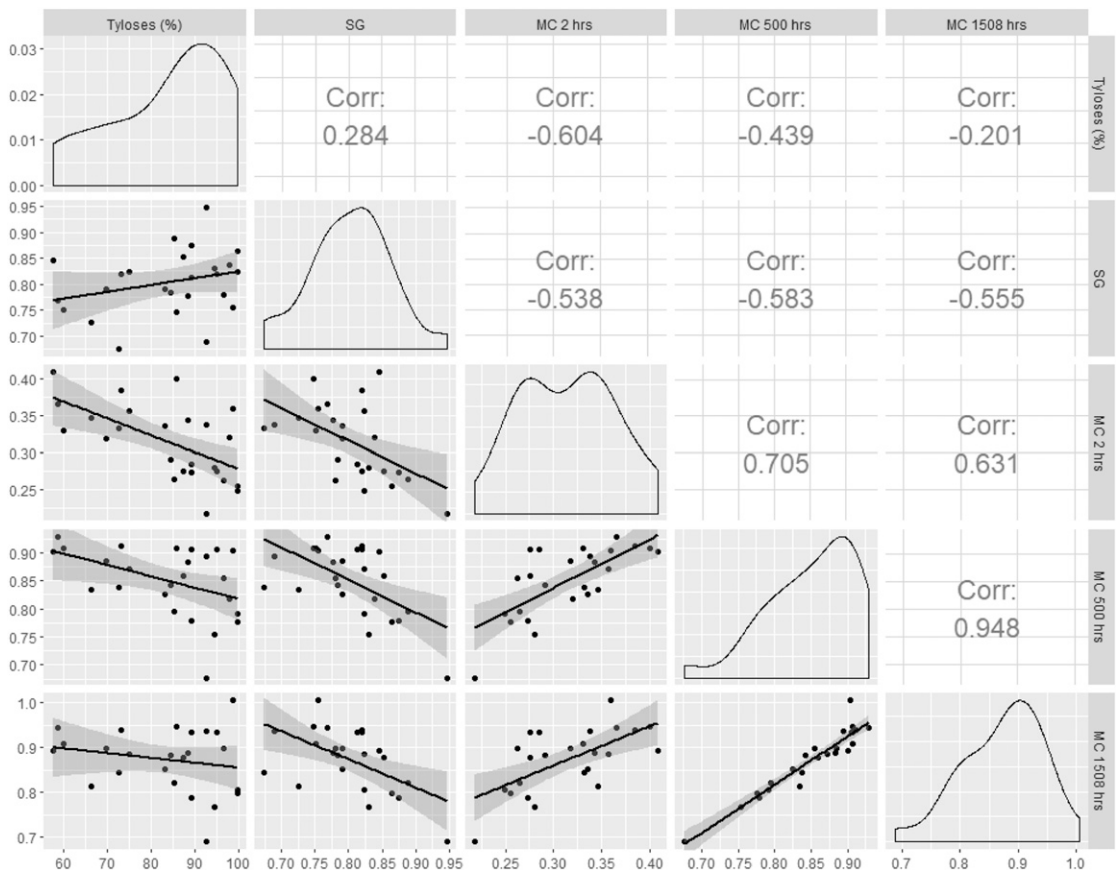 Tyloses (%) SG MC 2 hrs MC 500 hrs MC 1508 hrs
0.03
0.02
0.01
0.00
Corr:
0.284
Corr:
-0.604
Corr:
-0.439
Corr:
-0.201
Tyloses (%)
0.95
0.90
0.85
0.80
0.75
0.70
Corr:
-0.538
Corr:
-0.583
Corr:
-0.555
SG
0.40
0.35
0.30
0.25
Corr:
0.705
Corr:
0.631
MC 2 hrs
0.90
0.85
0.80
0.75
0.70
Corr:
0.948
MC 500 hrs
1.0
0.9
0.8
0.7
MC 1508 hrs
60 70 80 90 100
0.70 0.75 0.80 0.85 0.90 0.95
0.25 0.30 0.35 0.40
0.70 0.75 0.80 0.85 0.90
0.7 0.8 0.9 1.0